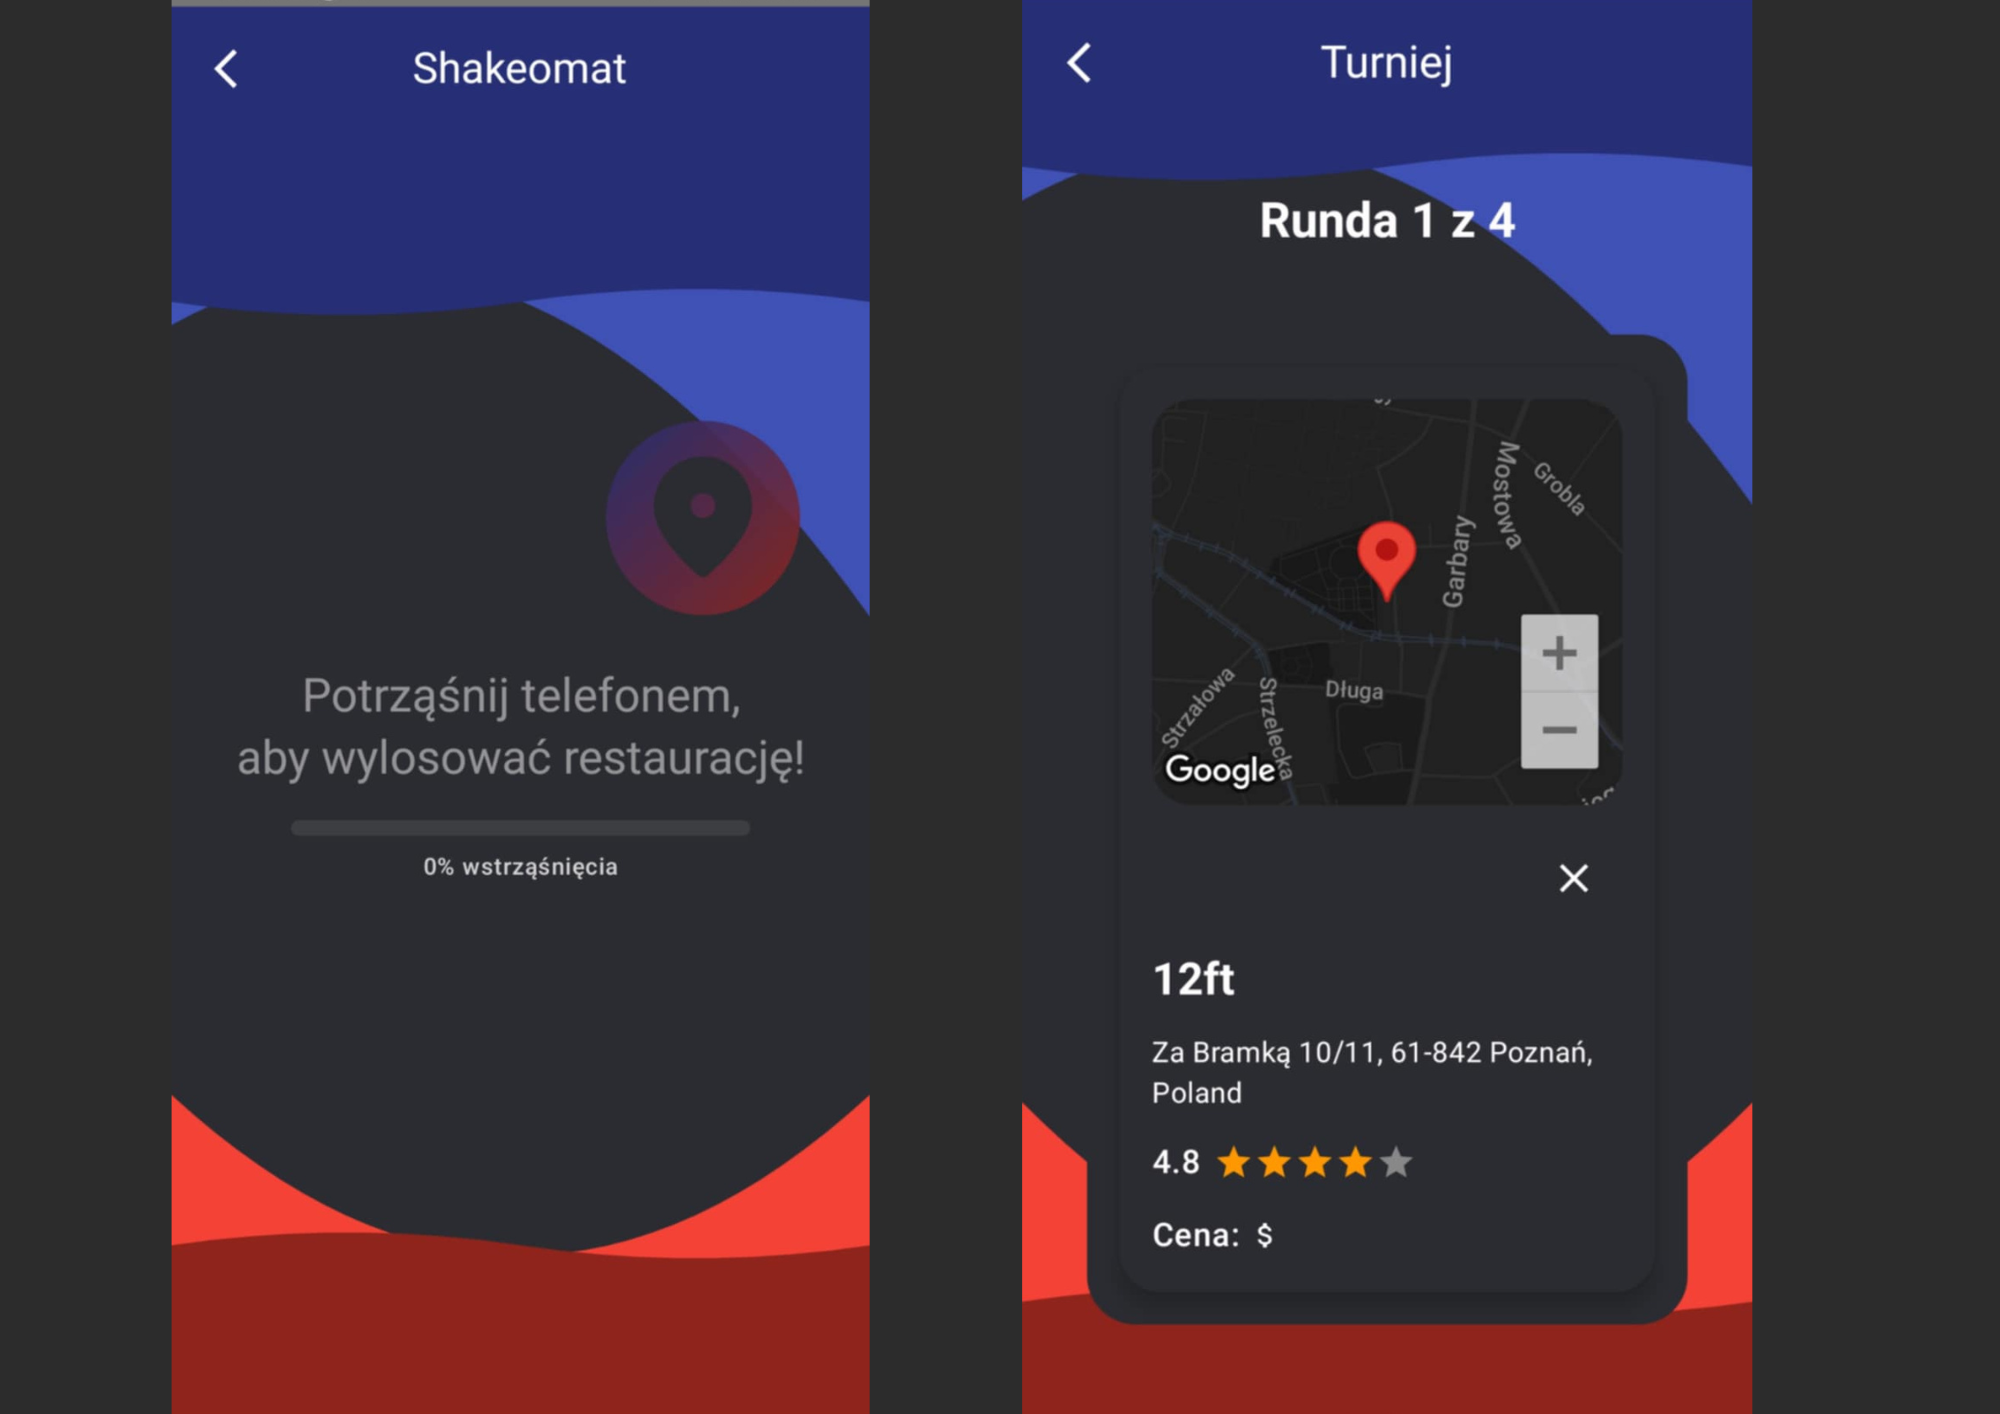 Shakeomat
Potrząśnij telefonem,
aby wylosować restaurację!
0% wstrząśnięcia
Turniej
Runda 1 z 4
Mostowa
Grobla
Garbary
Strzałowa
Strzelecka
Długa
Google
12ft
Za Bramką 10/11, 61-842 Poznań,
Poland
4.8
Cena: $